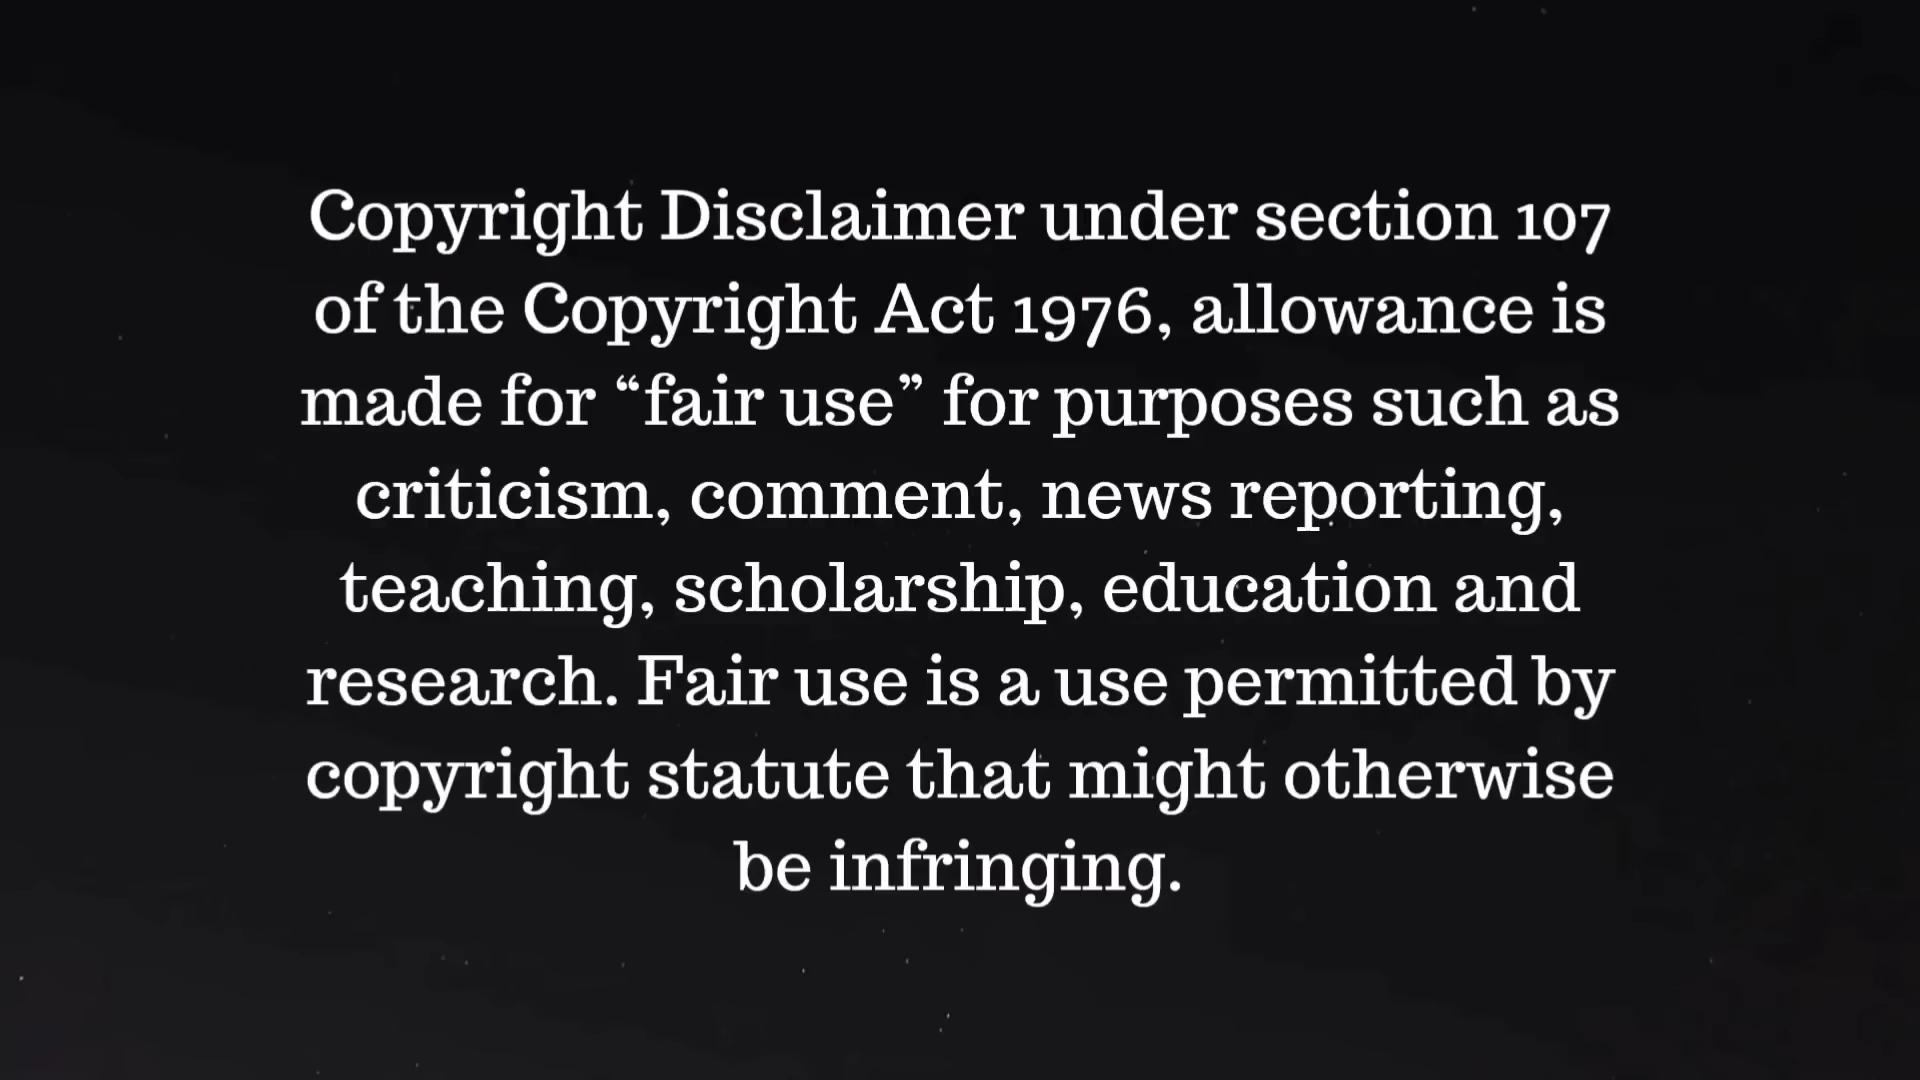 Copyright Disclaimer under section 107
of the Copyright Act 1976, allowance is
made for “fair use” for purposes such as
criticism, comment, news reporting,
teaching, scholarship, education and
research. Fair use is a use permitted by
copyright statute that might otherwise
be infringing.